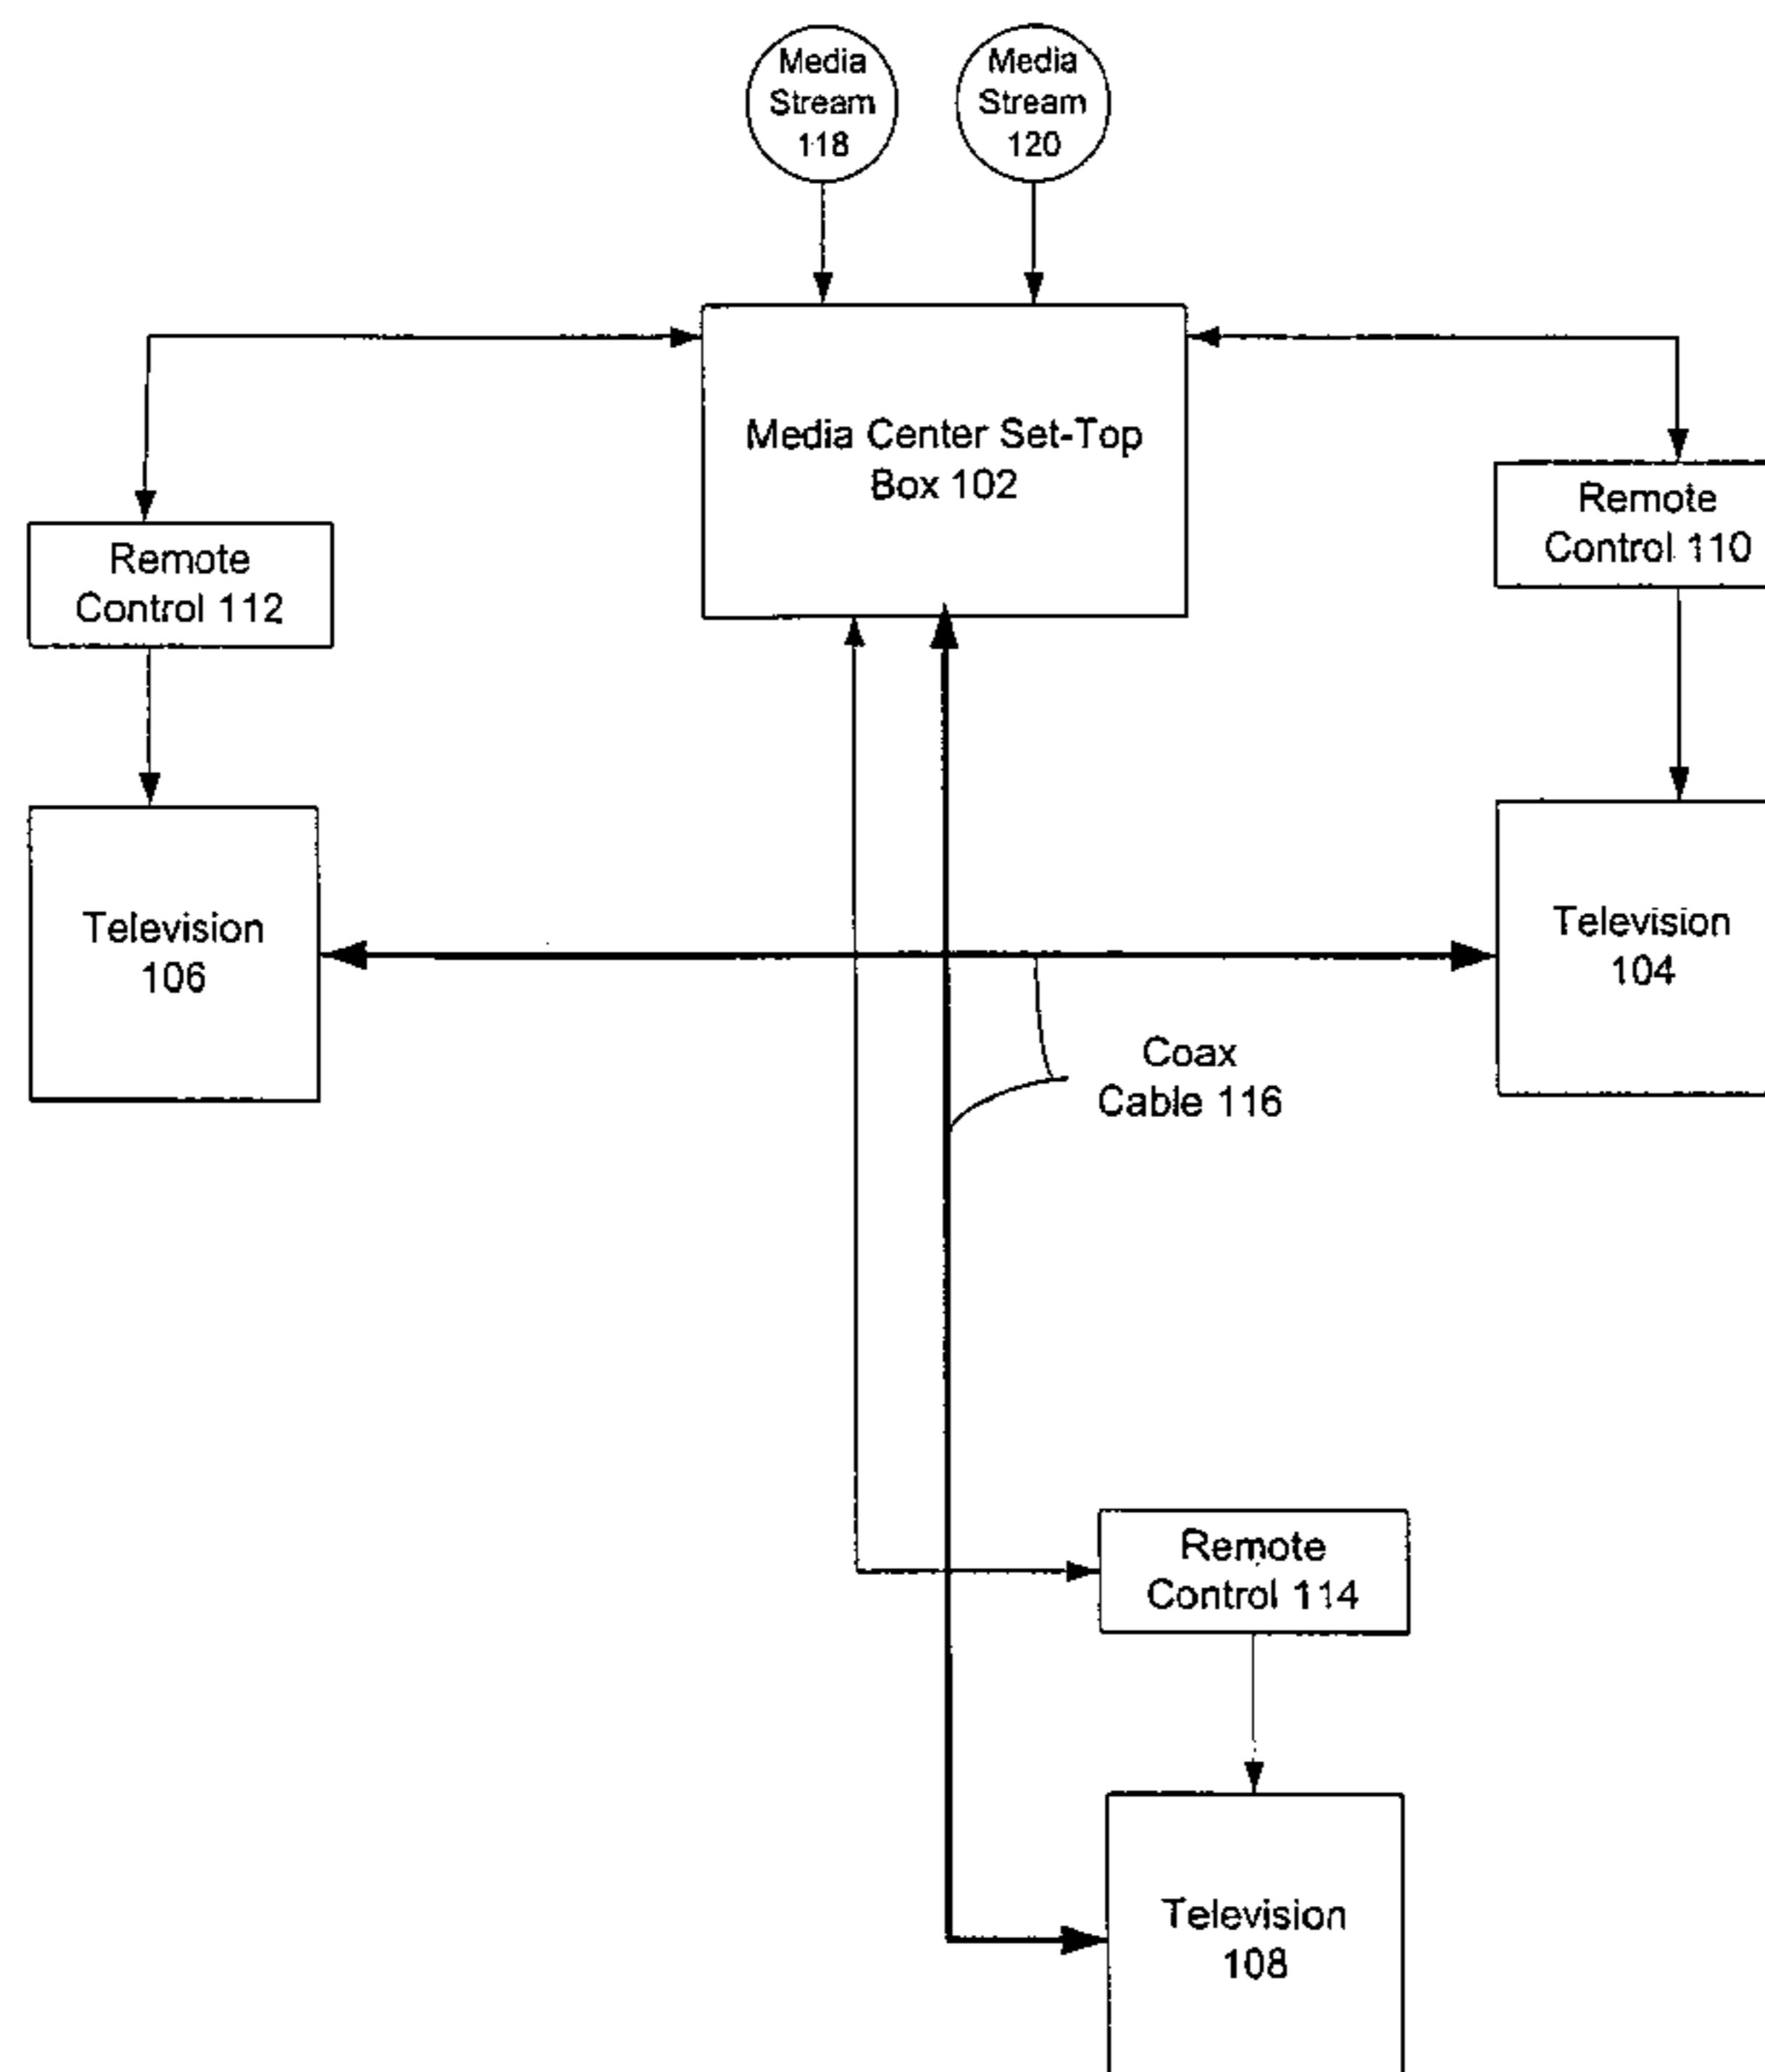 Media
Stream
118
Media
Stream
120
Media Center Set-Top
Box 102
Remote
Control 112
Remote
Control 110
Television
106
Television
104
Coax
Cable 116
Remote
Control 114
Television
108